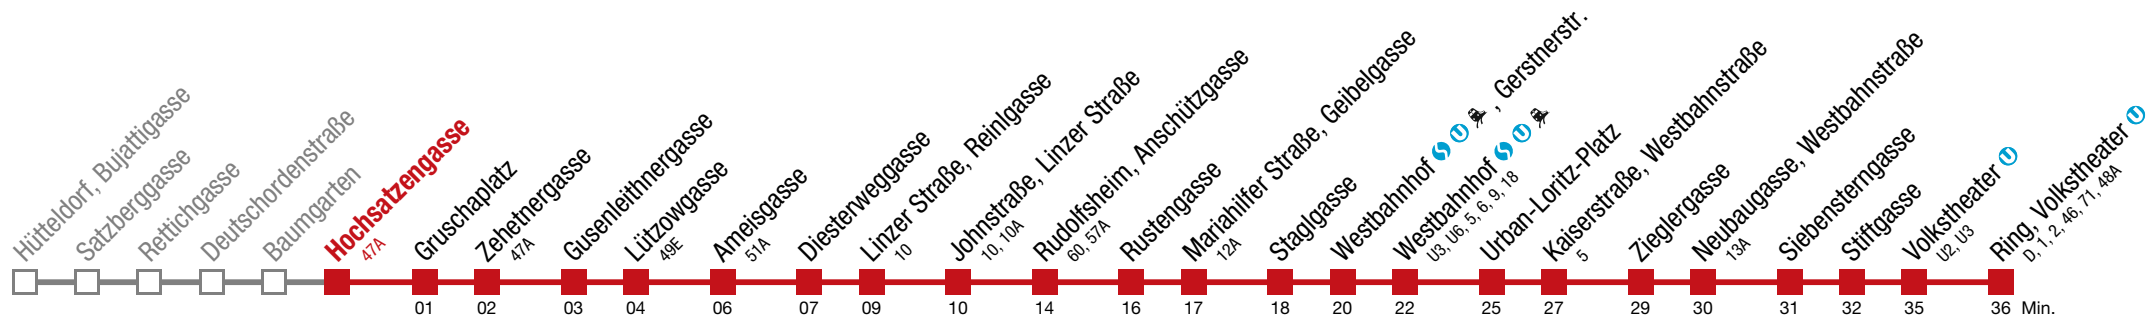 Hütteldorf, Bujattigasse
Satzberggasse
Rettichgasse
Deutschordenstraße
Baumgarten
Hochsatzengasse
47A
Gruschaplatz
Zehetnergasse
47A
Gusenleithnergasse
Lützowgasse
49E
Ameisgasse
51A
Diesterweggasse
Linzer Straße, Reinlgasse
10
Johnstraße, Linzer Straße
10, 10A
Rudolfsheim, Anschützgasse
60, 57A
Rustengasse
Mariahilfer Straße, Geibelgasse
12A
Staglgasse
Westbahnhof S U , Gerstnerstr.
Westbahnhof S U
U3, U6, 5, 6, 9, 18
Urban-Loritz-Platz
Kaiserstraße, Westbahnstraße
5
Zieglergasse
Neubaugasse, Westbahnstraße
13A
Siebensterngasse
Stiftgasse
Volkstheater U
U2, U3
Ring, Volkstheater U
D, 1, 2, 46, 71, 48A
01 02 03 04 06 07 09 10 14 16 17 18 20 22 25 27 29 30 31 32 35 36 Min.